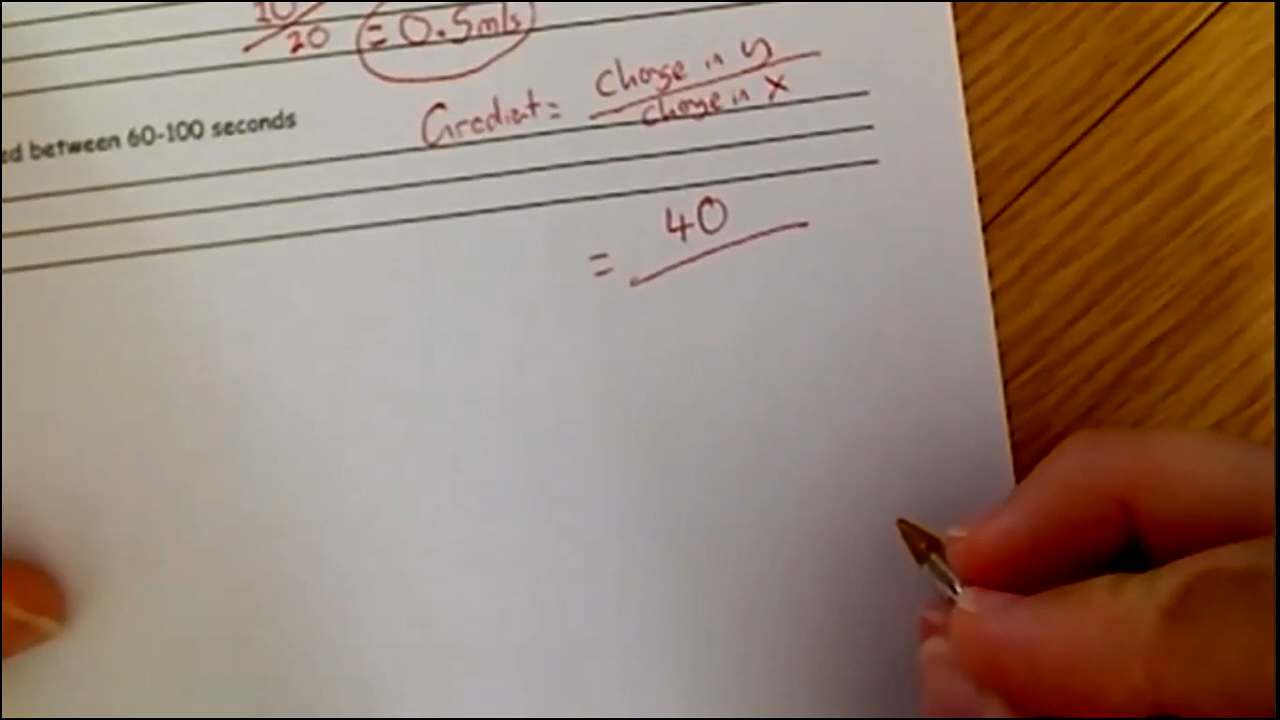 10
20 = 0.5m/s
Gradient = change in y
change in x
ed between 60-100 seconds
= 40